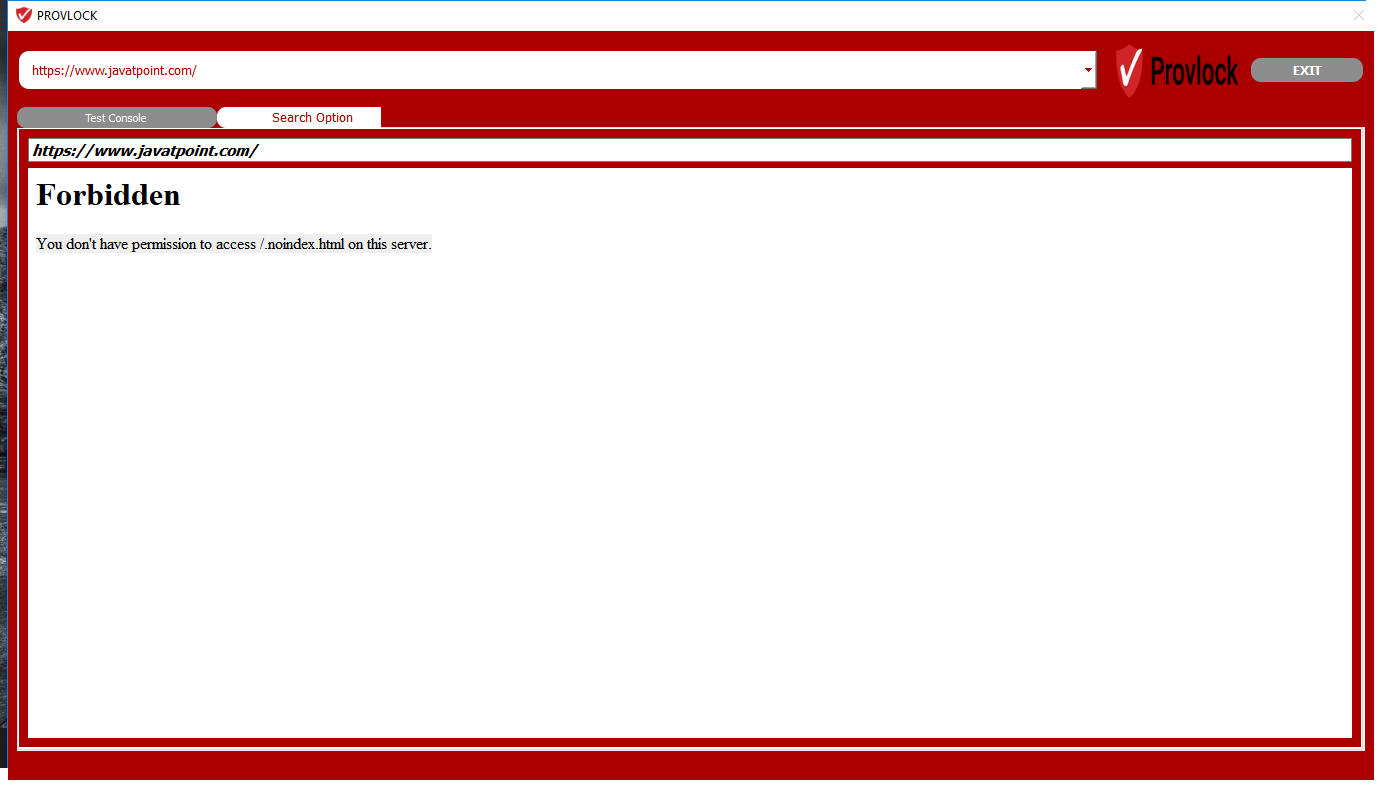 PROVLOCK
https://www.javatpoint.com/
Provlock
EXIT
Test Console
Search Option
https://www.javatpoint.com/
Forbidden
You don't have permission to access /.noindex.html on this server.